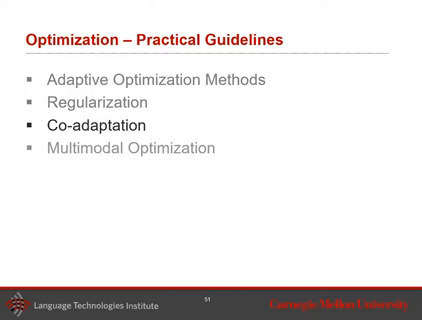 Optimization – Practical Guidelines
▪ Adaptive Optimization Methods
▪ Regularization
▪ Co-adaptation
▪ Multimodal Optimization
Language Technologies Institute
51
Carnegie Mellon University